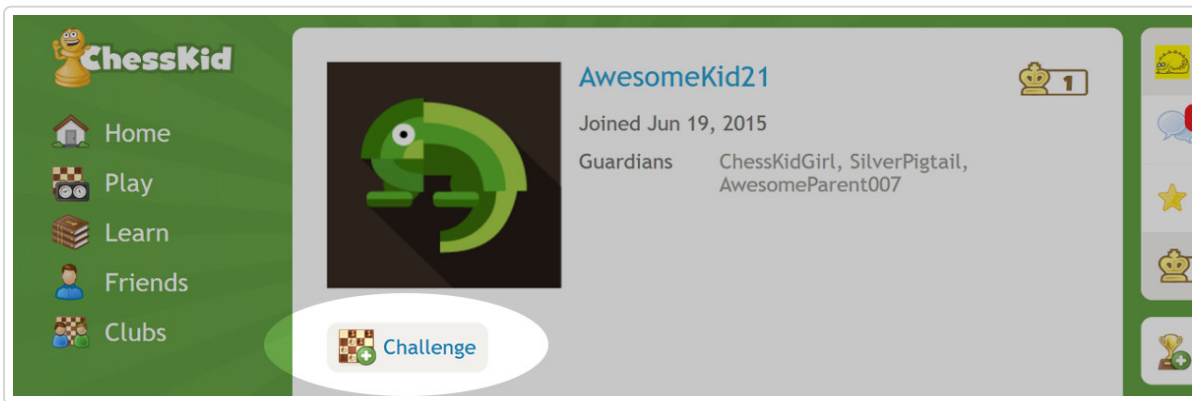 ChessKid
Home
Play
Learn
Friends
Clubs
AwesomeKid21
1
Joined Jun 19, 2015
Guardians ChessKidGirl, SilverPigtail,
AwesomeParent007
Challenge